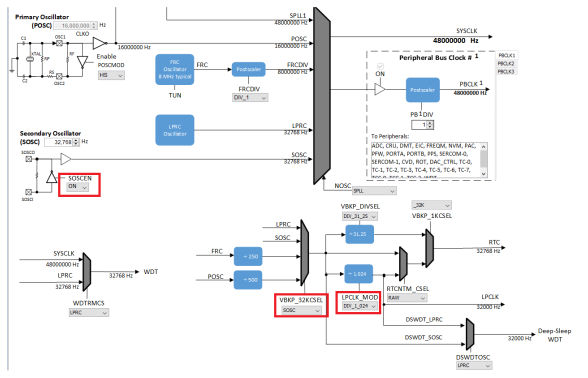 Primary Oscillator
(POSC) 16,000,000 Hz
SPLL1
48000000 Hz
POSC
16000000 Hz
SYSCLK
48000000 Hz
CLKO
OSC1
C1
XTAL
RP
RF
RS
C2
OSC2
16000000Hz
Enable
POSCMOD
HS
FRC
Oscillator
8 MHz typical
TUN
FRC
Postscaler
FRCDIV
DIV_1
FRCDIV
8000000 Hz
Peripheral Bus Clock # 1
PBCLK1
PBCLK2
PBCLK3
ON
Postscaler
PBCLK 1
48000000 Hz
PB1DIV
1
LPRC
Oscillator
LPRC
32768 Hz
Secondary Oscillator
(SOSC) 32,768 Hz
SOSCO
SOSCI
SOSCEN
ON
SOSC
32768 Hz
NOSC
SPLL
To Peripherals:
ADC, CRU, DMT, EIC, FREQM, NVM, PAC,
PFW, PORTA, PORTB, PPS, SERCOM-0,
SERCOM-1, CVD, ROT, DAC_CTRL, TC-0,
TC-1, TC-2, TC-3, TC-4, TC-5, TC-6, TC-7,
VBKP_DIVSEL
DIV_31_25
_32K
VBKP_1KCSEL
LPRC
SOSC
÷ 31.25
SYSCLK
48000000 Hz
LPRC
32768 Hz
WDT
32768 Hz
WDTRMCS
LPRC
FRC
÷ 250
POSC
÷ 500
VBKP_32KCSEL
SOSC
÷ 1.024
LPCLK_MOD
DIV_1_024
RTCNTM_CSEL
RAW
RTC
32768 Hz
LPCLK
32000 Hz
DSWDT_LPRC
DSWDT_SOSC
Deep-Sleep
WDT
32000 Hz
DSWDTOSC
LPRC